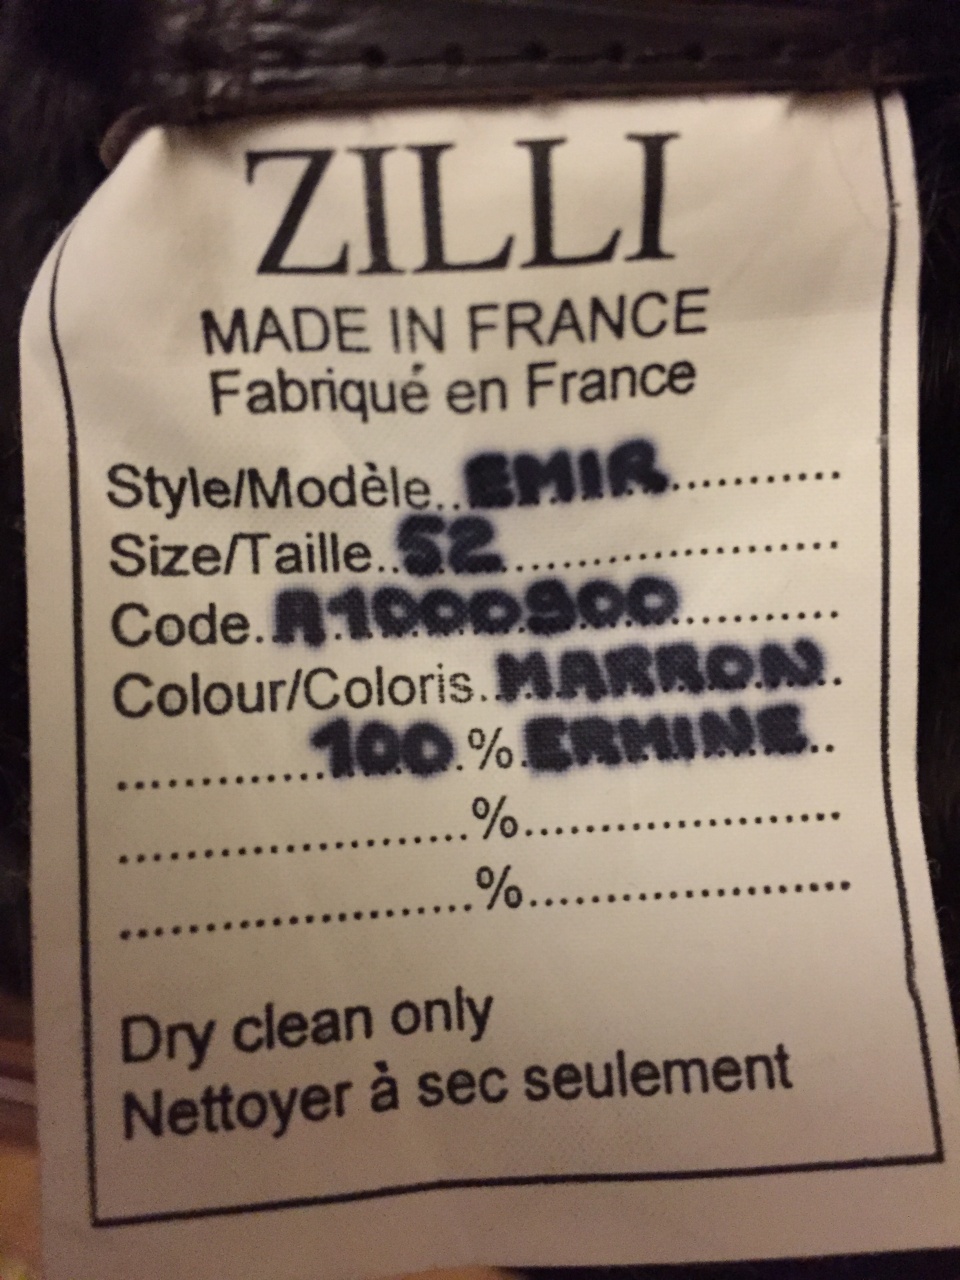 ZILLI
MADE IN FRANCE
Fabriqué en France
Style/Modèle..EMIR............
Size/Taille..52.......................
Code.A1000900...........
Colour/Coloris.MARRON.
...............100.%.ERMINE..
.........................%......................
.........................%.......................
Dry clean only
Nettoyer à sec seulement